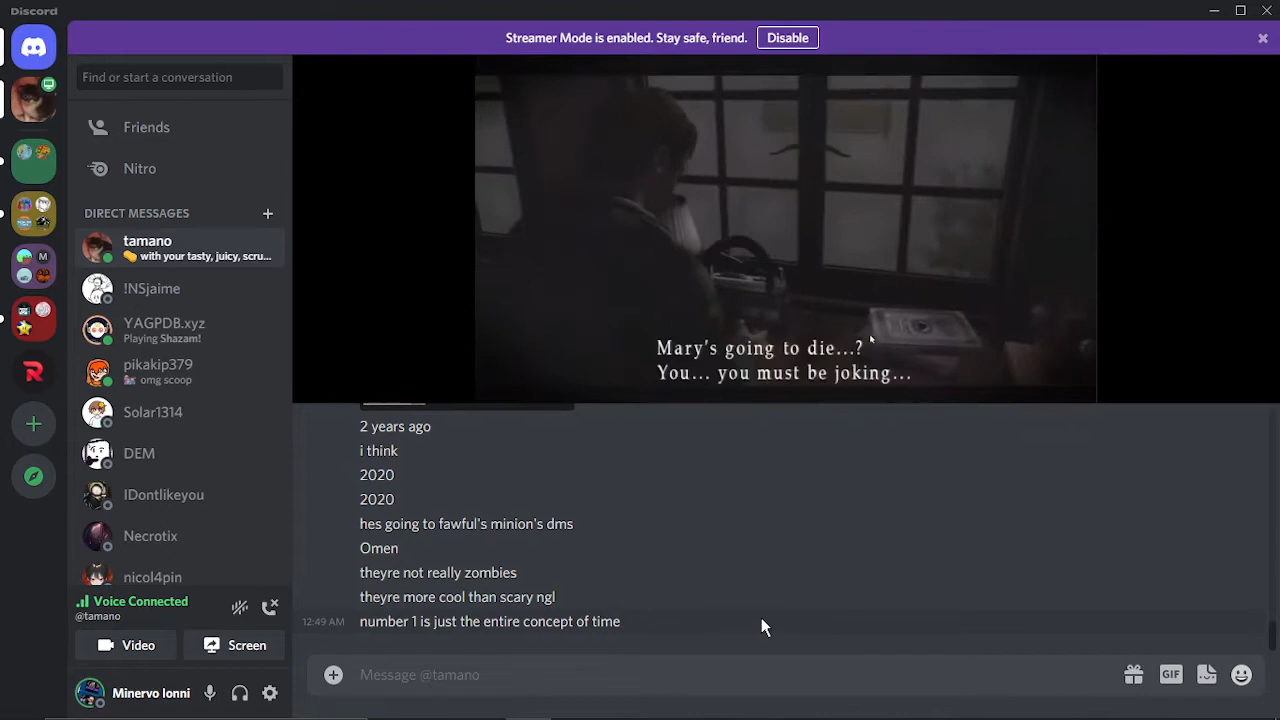 Discord
Streamer Mode is enabled. Stay safe, friend.
Disable
Find or start a conversation
Friends
Nitro
DIRECT MESSAGES
tamano
with your tasty, juicy, scru...
!NSjaime
YAGPDB.xyz
Playing Shazam!
pikakip379
omg scoop
Solar1314
DEM
IDontlikeyou
Necrotix
nicol4pin
Voice Connected
@tamano
Video
Screen
Minervo Ionni
Mary's going to die...?
You... you must be joking...
2 years ago
i think
2020
2020
hes going to fawful's minion's dms
Omen
theyre not really zombies
theyre more cool than scary ngl
12:49 AM number 1 is just the entire concept of time
Message @tamano
GIF